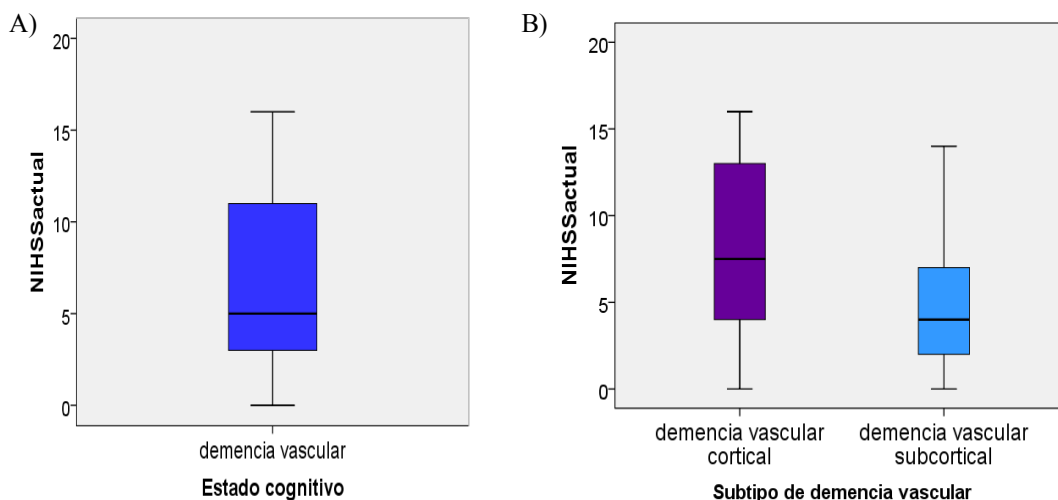 A)
NIHSSactual
20
15
10
5
0
demencia vascular
Estado cognitivo
B)
NIHSSactual
20
15
10
5
0
demencia vascular
cortical
demencia vascular
subcortical
Subtipo de demencia vascular